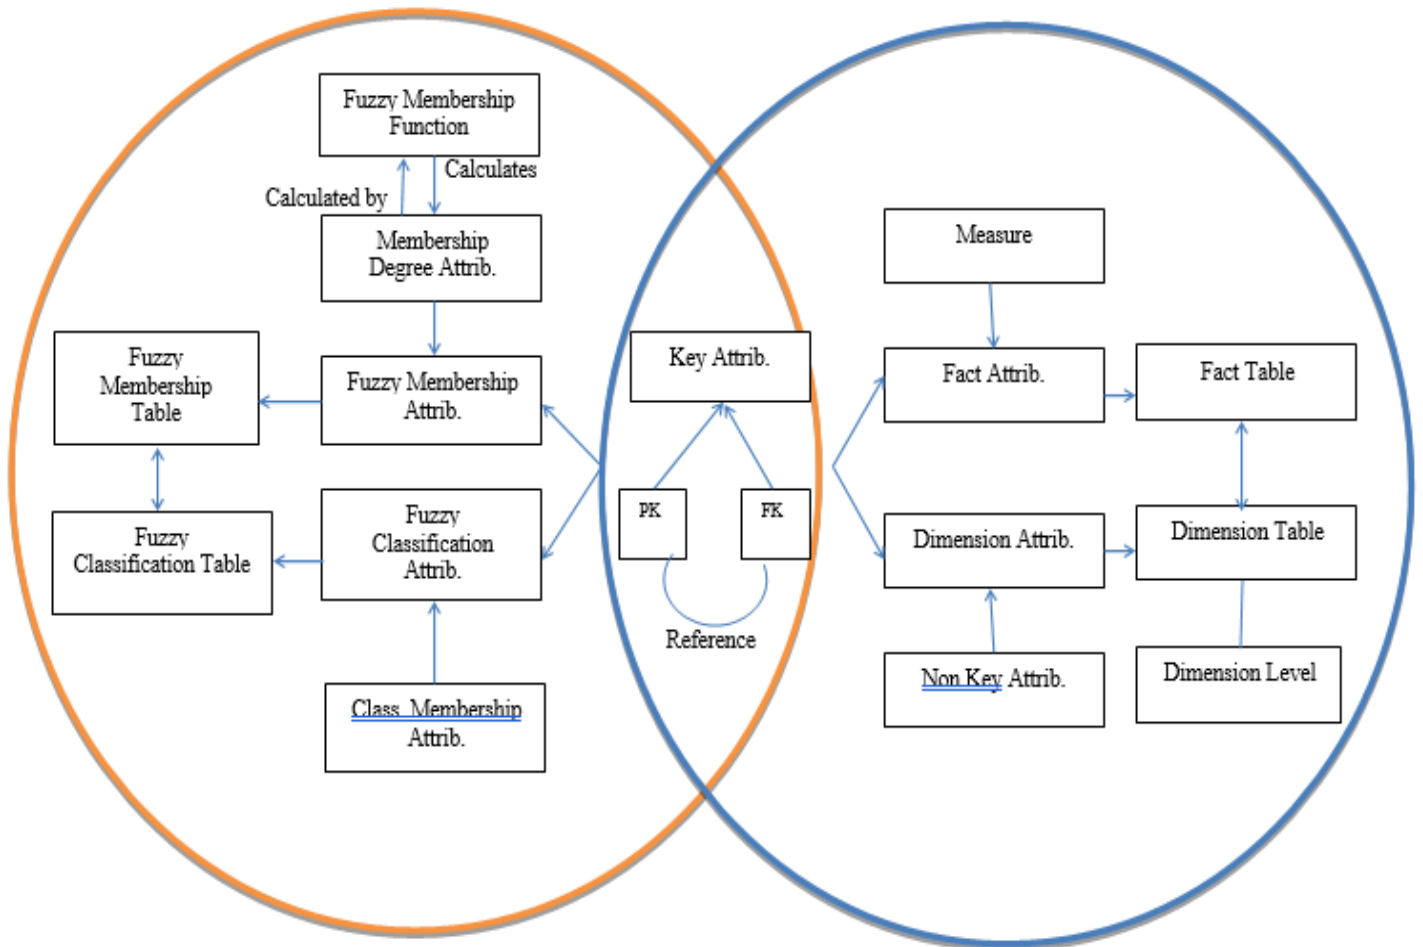 Fuzzy Membership
Function
Calculates
Calculated by
Membership
Degree Attrib.
Fuzzy
Membership
Table
Fuzzy Membership
Attrib.
Fuzzy
Classification Table
Fuzzy
Classification
Attrib.
Class Membership
Attrib.
Key Attrib.
PK
FK
Reference
Measure
Fact Attrib.
Fact Table
Dimension Attrib.
Dimension Table
Non Key Attrib.
Dimension Level